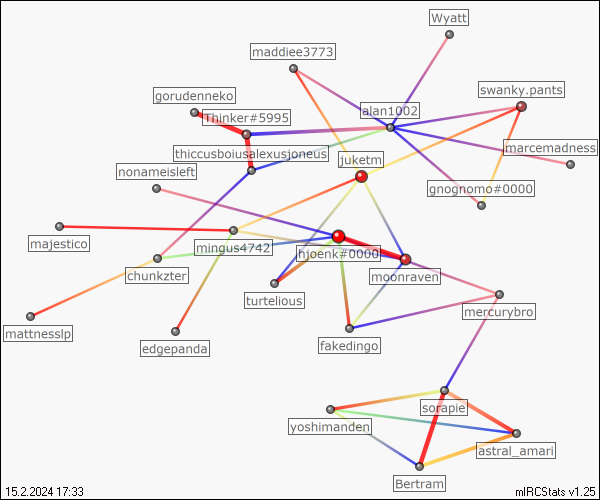 Wyatt
maddiee3773
swanky.pants
gorudenneko
alan1002
Thinker#5995
marcemadness
thiccusboiusalexusjoneus
juketm
nonameisleft
gnognomo#0000
majestico
mingus4742
hjoenk#0000
chunkzter
moonraven
turtelious
mercurybro
mattnesslp
edgepanda
fakedingo
sorapie
yoshimanden
astral_amari
Bertram
15.2.2024 17:33
mIRCStats v1.25